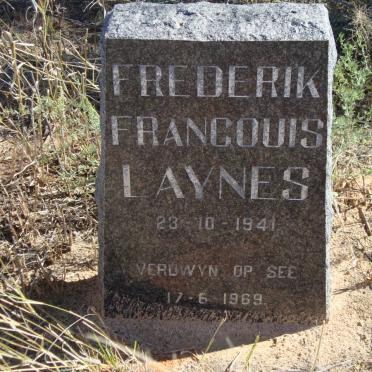 FREDERIK
FRANCOUIS
LAYNES
23-10-1941
VERDWYN OP SEE
17-6-1969